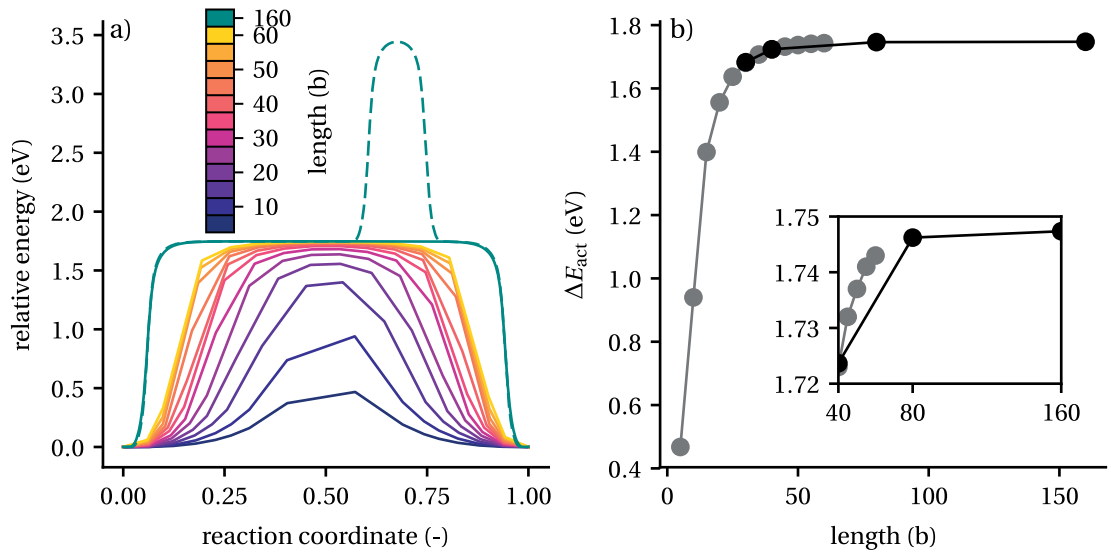 a)
160
60
50
40
30
20
10
length (b)
3.5
3.0
2.5
2.0
1.5
1.0
0.5
0.0
relative energy (eV)
0.00 0.25 0.50 0.75 1.00
reaction coordinate (-)
b)
1.8
1.6
1.4
1.2
1.0
0.8
0.6
0.4
ΔE_act (eV)
0 50 100 150
length (b)
1.75
1.74
1.73
1.72
40 80 160